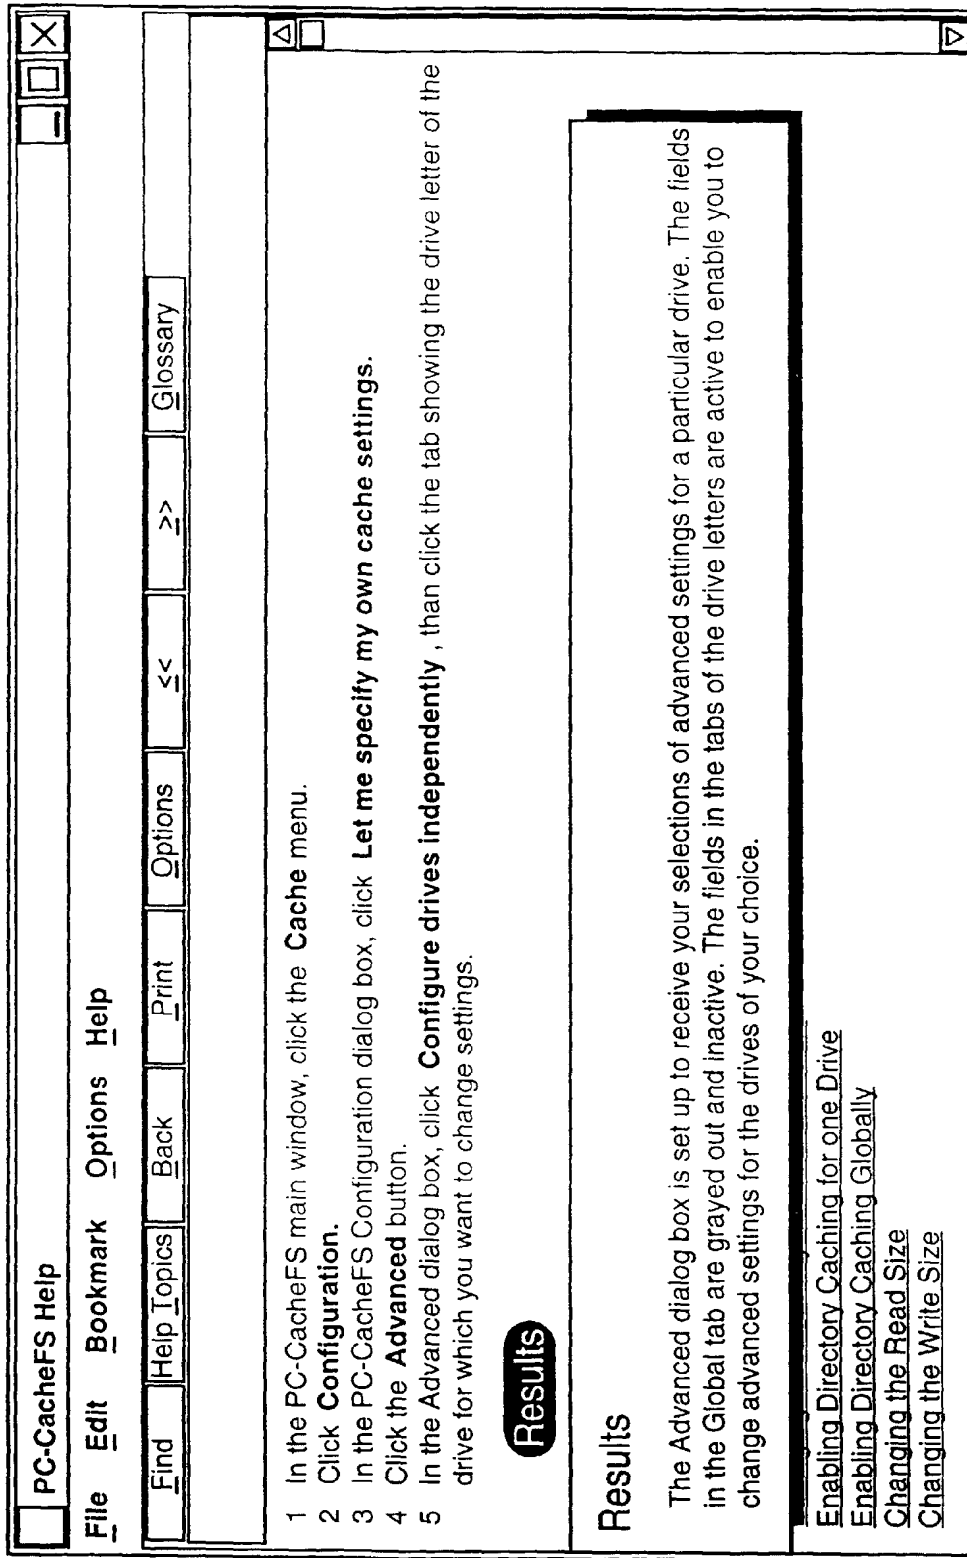 PC-CacheFS Help
File Edit Bookmark Options Help
Find Help Topics Back Print Options << >> Glossary
1 In the PC-CacheFS main window, click the Cache menu.
2 Click Configuration.
3 In the PC-CacheFS Configuration dialog box, click Let me specify my own cache settings.
4 Click the Advanced button.
5 In the Advanced dialog box, click Configure drives independently , than click the tab showing the drive letter of the
drive for which you want to change settings.
Results
Results
The Advanced dialog box is set up to receive your selections of advanced settings for a particular drive. The fields
in the Global tab are grayed out and inactive. The fields in the tabs of the drive letters are active to enable you to
change advanced settings for the drives of your choice.
Enabling Directory Caching for one Drive
Enabling Directory Caching Globally
Changing the Read Size
Changing the Write Size